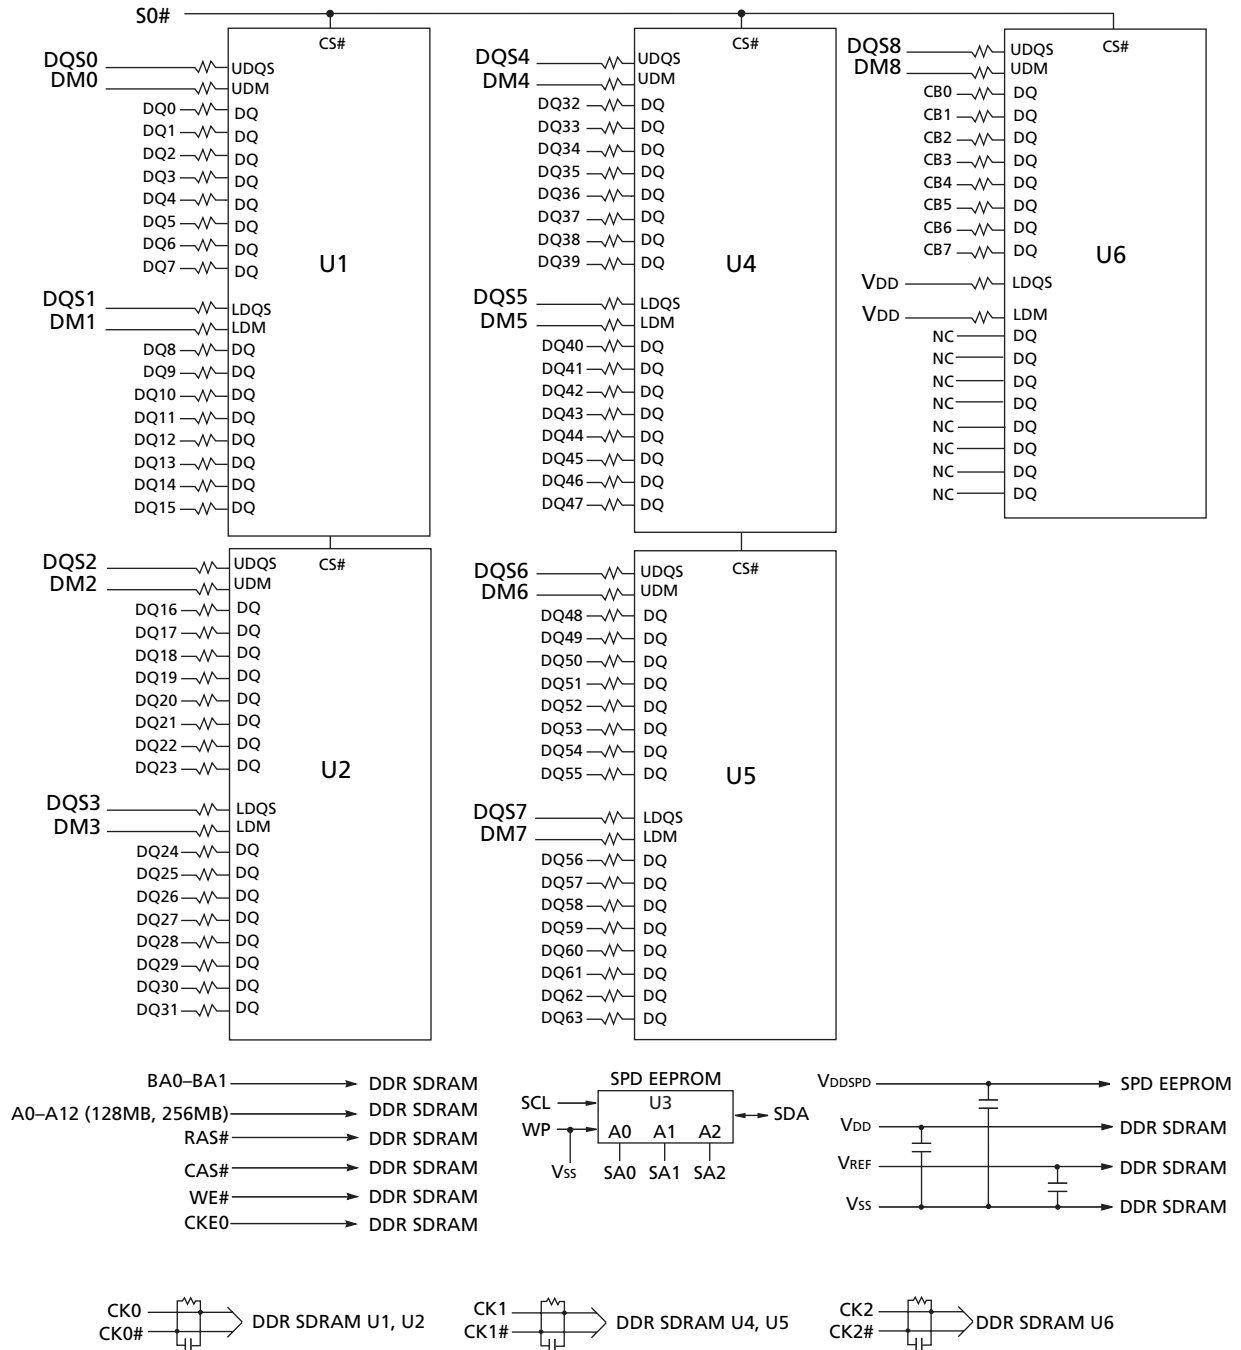 S0#
CS#
DQS0 UDQS
DM0 UDM
DQ0 DQ
DQ1 DQ
DQ2 DQ
DQ3 DQ
DQ4 DQ
DQ5 DQ
DQ6 DQ
DQ7 DQ
U1
DQS1 LDQS
DM1 LDM
DQ8 DQ
DQ9 DQ
DQ10 DQ
DQ11 DQ
DQ12 DQ
DQ13 DQ
DQ14 DQ
DQ15 DQ
CS#
DQS2 UDQS
DM2 UDM
DQ16 DQ
DQ17 DQ
DQ18 DQ
DQ19 DQ
DQ20 DQ
DQ21 DQ
DQ22 DQ
DQ23 DQ
U2
DQS3 LDQS
DM3 LDM
DQ24 DQ
DQ25 DQ
DQ26 DQ
DQ27 DQ
DQ28 DQ
DQ29 DQ
DQ30 DQ
DQ31 DQ
CS#
DQS4 UDQS
DM4 UDM
DQ32 DQ
DQ33 DQ
DQ34 DQ
DQ35 DQ
DQ36 DQ
DQ37 DQ
DQ38 DQ
DQ39 DQ
U4
DQS5 LDQS
DM5 LDM
DQ40 DQ
DQ41 DQ
DQ42 DQ
DQ43 DQ
DQ44 DQ
DQ45 DQ
DQ46 DQ
DQ47 DQ
CS#
DQS6 UDQS
DM6 UDM
DQ48 DQ
DQ49 DQ
DQ50 DQ
DQ51 DQ
DQ52 DQ
DQ53 DQ
DQ54 DQ
DQ55 DQ
U5
DQS7 LDQS
DM7 LDM
DQ56 DQ
DQ57 DQ
DQ58 DQ
DQ59 DQ
DQ60 DQ
DQ61 DQ
DQ62 DQ
DQ63 DQ
CS#
DQS8 UDQS
DM8 UDM
CB0 DQ
CB1 DQ
CB2 DQ
CB3 DQ
CB4 DQ
CB5 DQ
CB6 DQ
CB7 DQ
U6
VDD LDQS
VDD LDM
NC DQ
NC DQ
NC DQ
NC DQ
NC DQ
NC DQ
NC DQ
NC DQ
BA0–BA1 DDR SDRAM
A0–A12 (128MB, 256MB) DDR SDRAM
RAS# DDR SDRAM
CAS# DDR SDRAM
WE# DDR SDRAM
CKE0 DDR SDRAM
SPD EEPROM
SCL U3 SDA
WP A0 A1 A2
VSS SA0 SA1 SA2
VDDSPD SPD EEPROM
VDD DDR SDRAM
VREF DDR SDRAM
VSS DDR SDRAM
CK0
CK0#
DDR SDRAM U1, U2
CK1
CK1#
DDR SDRAM U4, U5
CK2
CK2#
DDR SDRAM U6